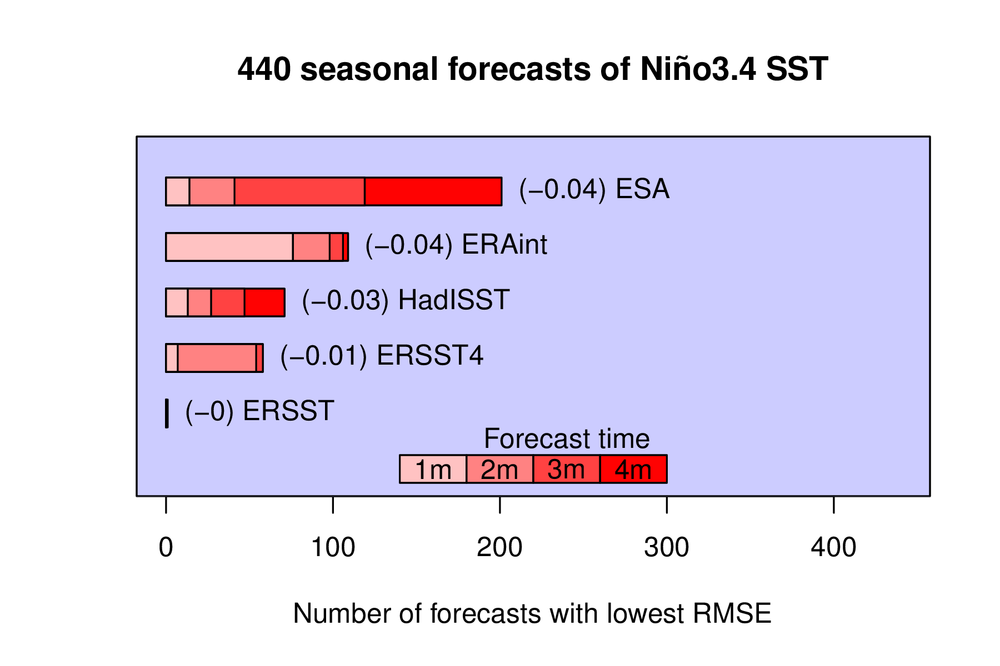 440 seasonal forecasts of Niño3.4 SST
(−0.04) ESA
(−0.04) ERAint
(−0.03) HadISST
(−0.01) ERSST4
(−0) ERSST
Forecast time
1m 2m 3m 4m
0 100 200 300 400
Number of forecasts with lowest RMSE